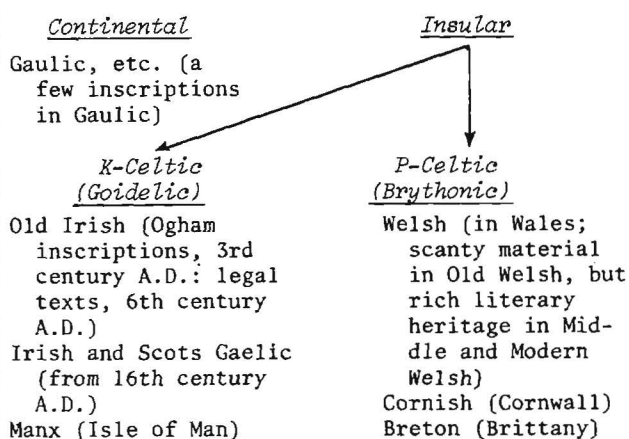 Continental
Insular
Gaulic, etc. (a
few inscriptions
in Gaulic)
K-Celtic
(Goidelic)
Old Irish (Ogham
inscriptions, 3rd
century A.D.: legal
texts, 6th century
A.D.)
Irish and Scots Gaelic
(from 16th century
A.D.)
Manx (Isle of Man)
P-Celtic
(Brythonic)
Welsh (in Wales;
scanty material
in Old Welsh, but
rich literary
heritage in Mid-
dle and Modern
Welsh)
Cornish (Cornwall)
Breton (Brittany)